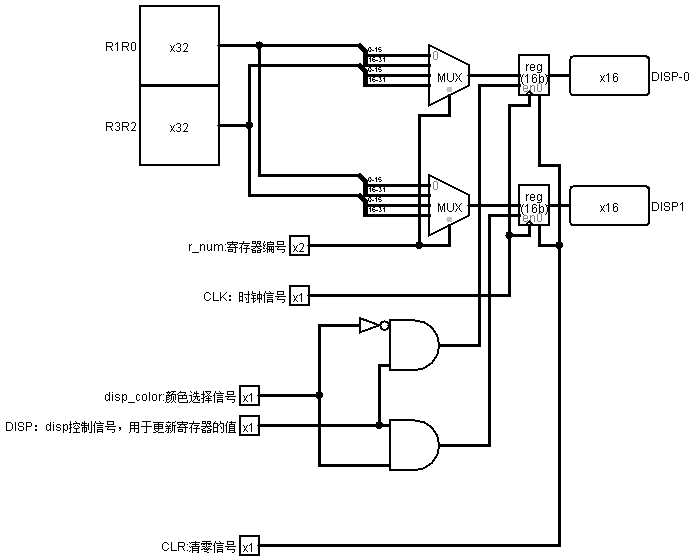 R1R0
x32
0-15
16-31
0-15
16-31
0
MUX
reg
(16b)
en0
x16
DISP-0
R3R2
x32
0-15
16-31
0-15
16-31
0
MUX
reg
(16b)
en0
x16
DISP1
r_num:寄存器编号
x2
CLK：时钟信号
x1
disp_color:颜色选择信号
x1
DISP：disp控制信号，用于更新寄存器的值
x1
CLR:清零信号
x1